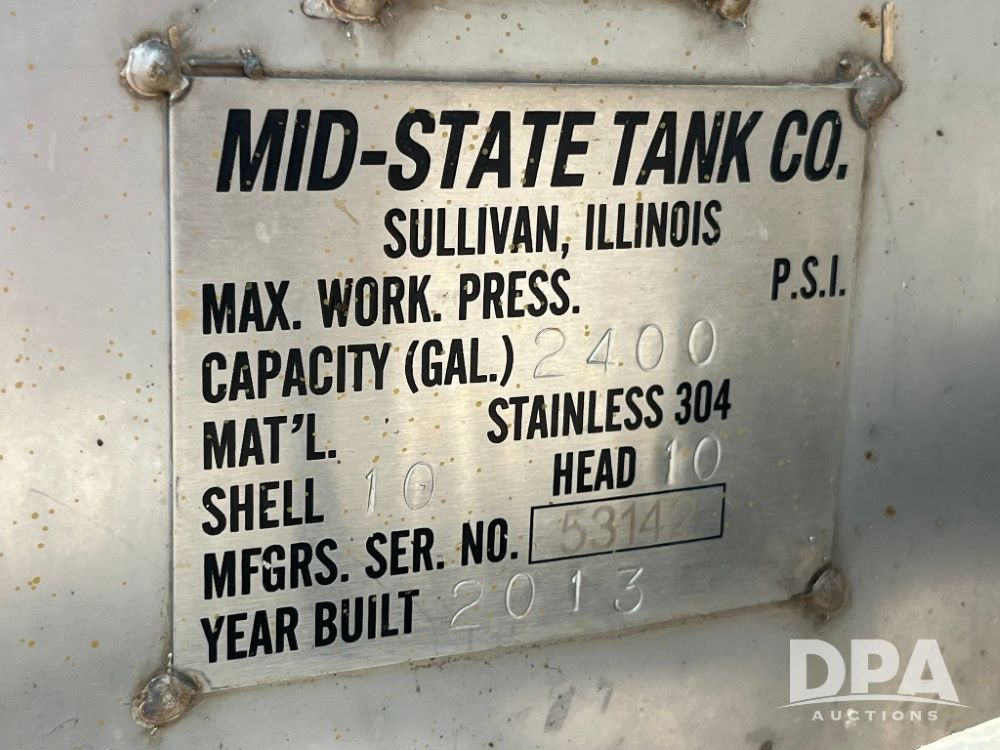 MID-STATE TANK CO.
SULLIVAN, ILLINOIS
MAX. WORK. PRESS. P.S.I.
CAPACITY (GAL.) 2400
MAT'L. STAINLESS 304
SHELL 10 HEAD 10
MFGRS. SER. NO. 53142
YEAR BUILT 2013
DPA
AUCTIONS